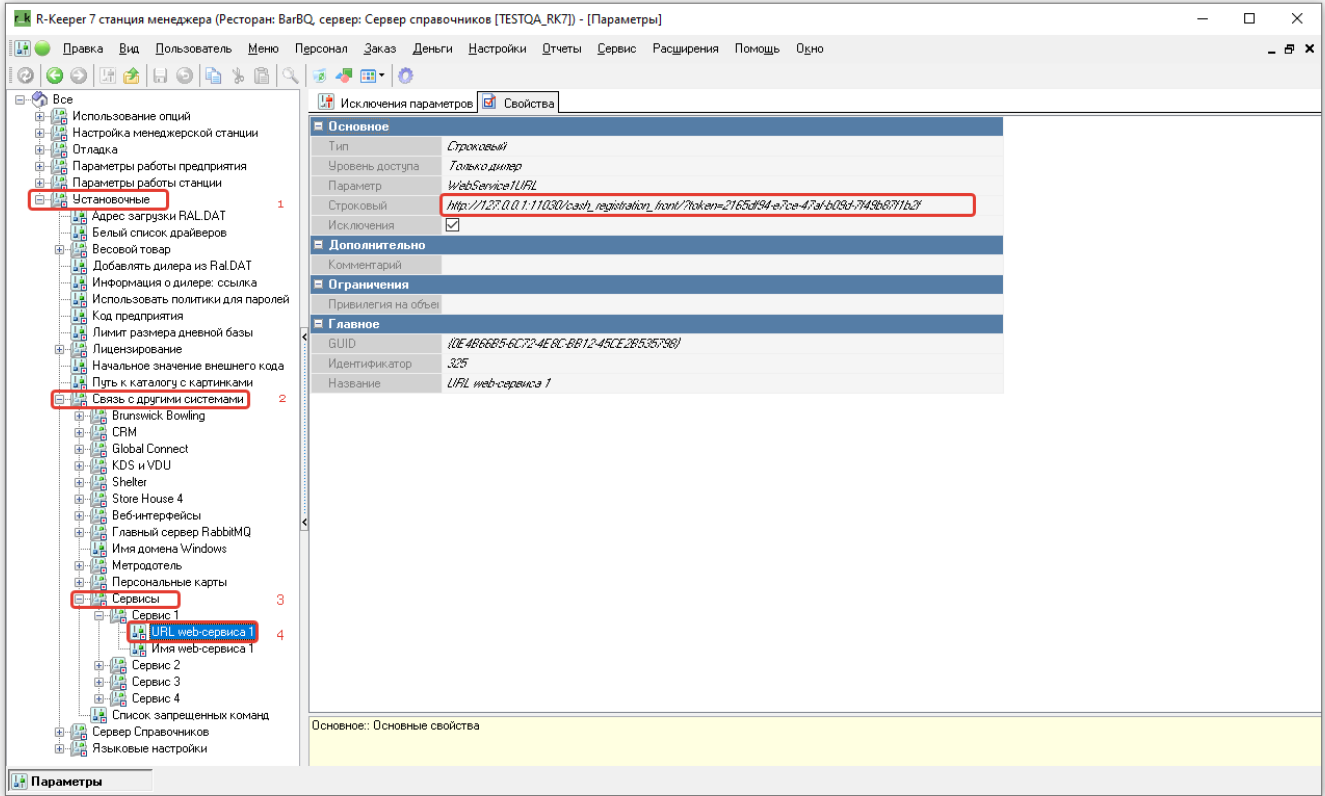 R-Keeper 7 станция менеджера (Ресторан: BarBQ, сервер: Сервер справочников [TESTQA_RK7]) - [Параметры]
Правка Вид Пользователь Меню Персонал Заказ Деньги Настройки Отчеты Сервис Расширения Помощь Окно
Все
Использование опций
Настройка менеджерской станции
Отладка
Параметры работы предприятия
Параметры работы станции
Установочные 1
Адрес загрузки RAL.DAT
Белый список драйверов
Весовой товар
Добавлять дилера из Ral.DAT
Информация о дилере: ссылка
Использовать политики для паролей
Код предприятия
Лимит размера дневной базы
Лицензирование
Начальное значение внешнего кода
Путь к каталогу с картинками
Связь с другими системами 2
Brunswick Bowling
CRM
Global Connect
KDS и VDU
Shelter
Store House 4
Веб-интерфейсы
Главный сервер RabbitMQ
Имя домена Windows
Метродотель
Персональные карты
Сервисы 3
Сервис 1
URL web-сервиса 1 4
Имя web-сервиса 1
Сервис 2
Сервис 3
Сервис 4
Список запрещенных команд
Сервер Справочников
Языковые настройки
Исключения параметров Свойства
Основное
Тип Строковый
Уровень доступа Только дилер
Параметр WebService1URL
Строковый http://127.0.0.1:11030/cash_registration_front/?token=2165df94-e7ce-47af-b09d-7f49b87f1b2f
Исключения
Дополнительно
Комментарий
Ограничения
Привилегия на объе
Главное
GUID {0E4B66B5-6C72-4E8C-BB12-45CE2B535798}
Идентификатор 325
Название URL web-сервиса 1
Основное:: Основные свойства
Параметры